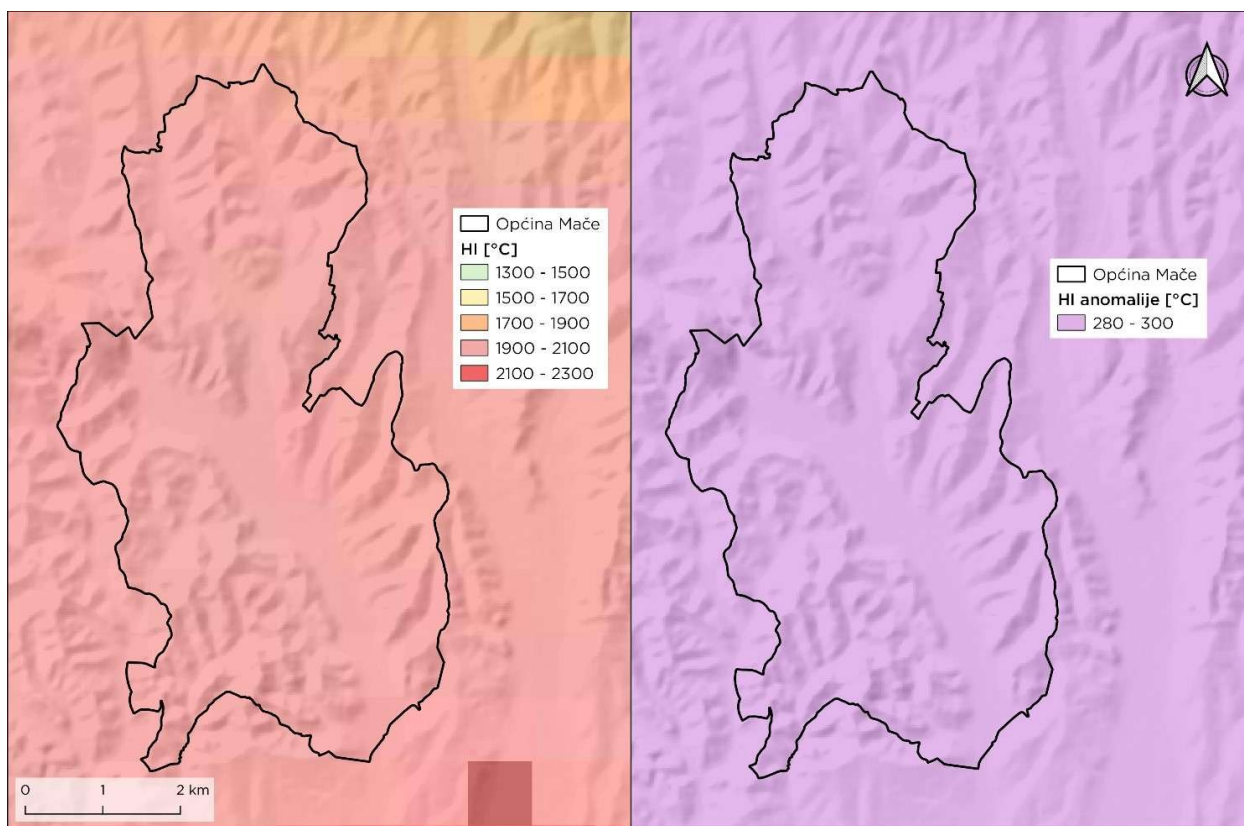 Općina Mače
HI [°C]
1300 - 1500
1500 - 1700
1700 - 1900
1900 - 2100
2100 - 2300
0 1 2 km
Općina Mače
HI anomalije [°C]
280 - 300